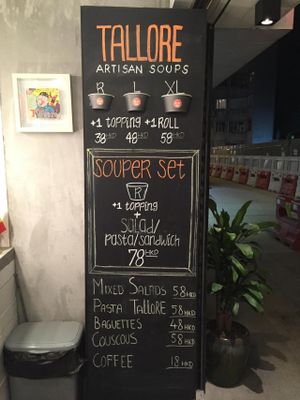 TALLORE
ARTISAN SOUPS
R L XL
+1 TOPPING +1 ROLL
38HKD 48HKD 58HKD
SOUPER SET
R
+1 TOPPING
+
SALAD/
PASTA/SANDWICH
78HKD
MIXED SALADS 58HKD
PASTA TALLORE 58HKD
BAGUETTES 48HKD
COUSCOUS 58HKD
COFFEE 18HKD